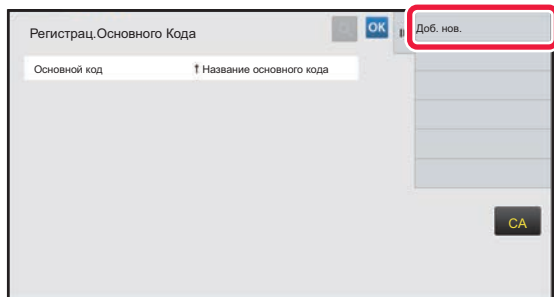 Регистрац.Основного Кода
OK
Доб. нов.
Основной код
↑ Название основного кода
CA